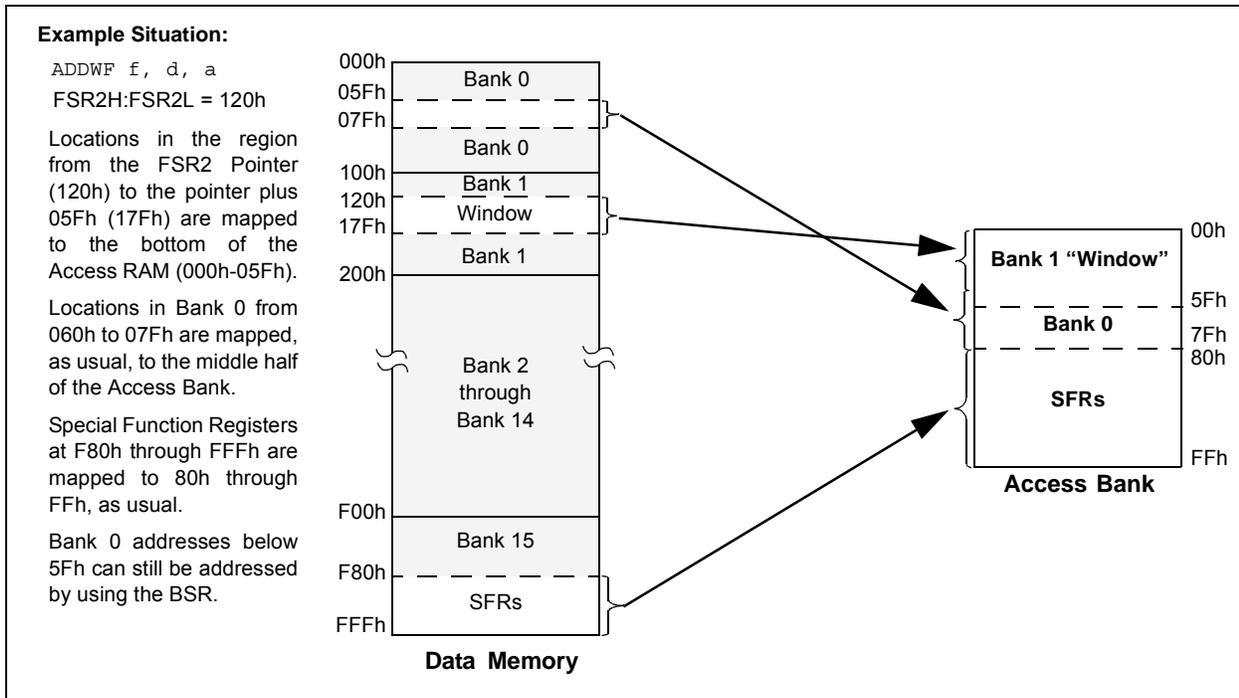 Example Situation:
ADDWF f, d, a
FSR2H:FSR2L = 120h
Locations in the region
from the FSR2 Pointer
(120h) to the pointer plus
05Fh (17Fh) are mapped
to the bottom of the
Access RAM (000h-05Fh).
Locations in Bank 0 from
060h to 07Fh are mapped,
as usual, to the middle half
of the Access Bank.
Special Function Registers
at F80h through FFFh are
mapped to 80h through
FFh, as usual.
Bank 0 addresses below
5Fh can still be addressed
by using the BSR.
000h
Bank 0
05Fh
07Fh
Bank 0
100h
Bank 1
120h
Window
17Fh
Bank 1
200h
Bank 2
through
Bank 14
F00h
Bank 15
F80h
SFRs
FFFh
Data Memory
00h
Bank 1 “Window”
5Fh
Bank 0
7Fh
80h
SFRs
FFh
Access Bank